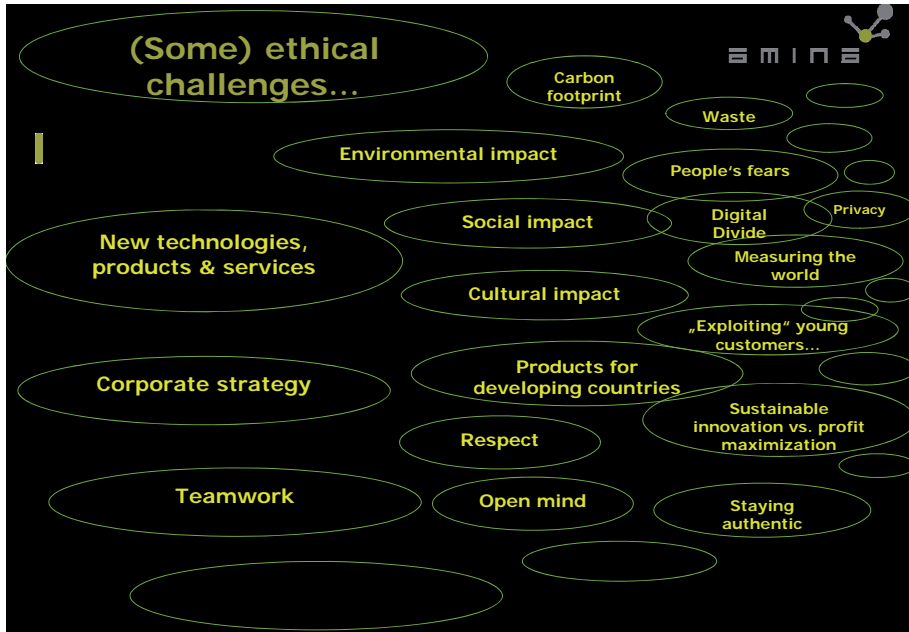 (Some) ethical
challenges...
amina
Carbon
footprint
Waste
Environmental impact
People's fears
Social impact
Digital
Divide
Privacy
New technologies,
products & services
Measuring the
world
Cultural impact
„Exploiting“ young
customers...
Products for
developing countries
Corporate strategy
Sustainable
innovation vs. profit
maximization
Respect
Teamwork
Open mind
Staying
authentic